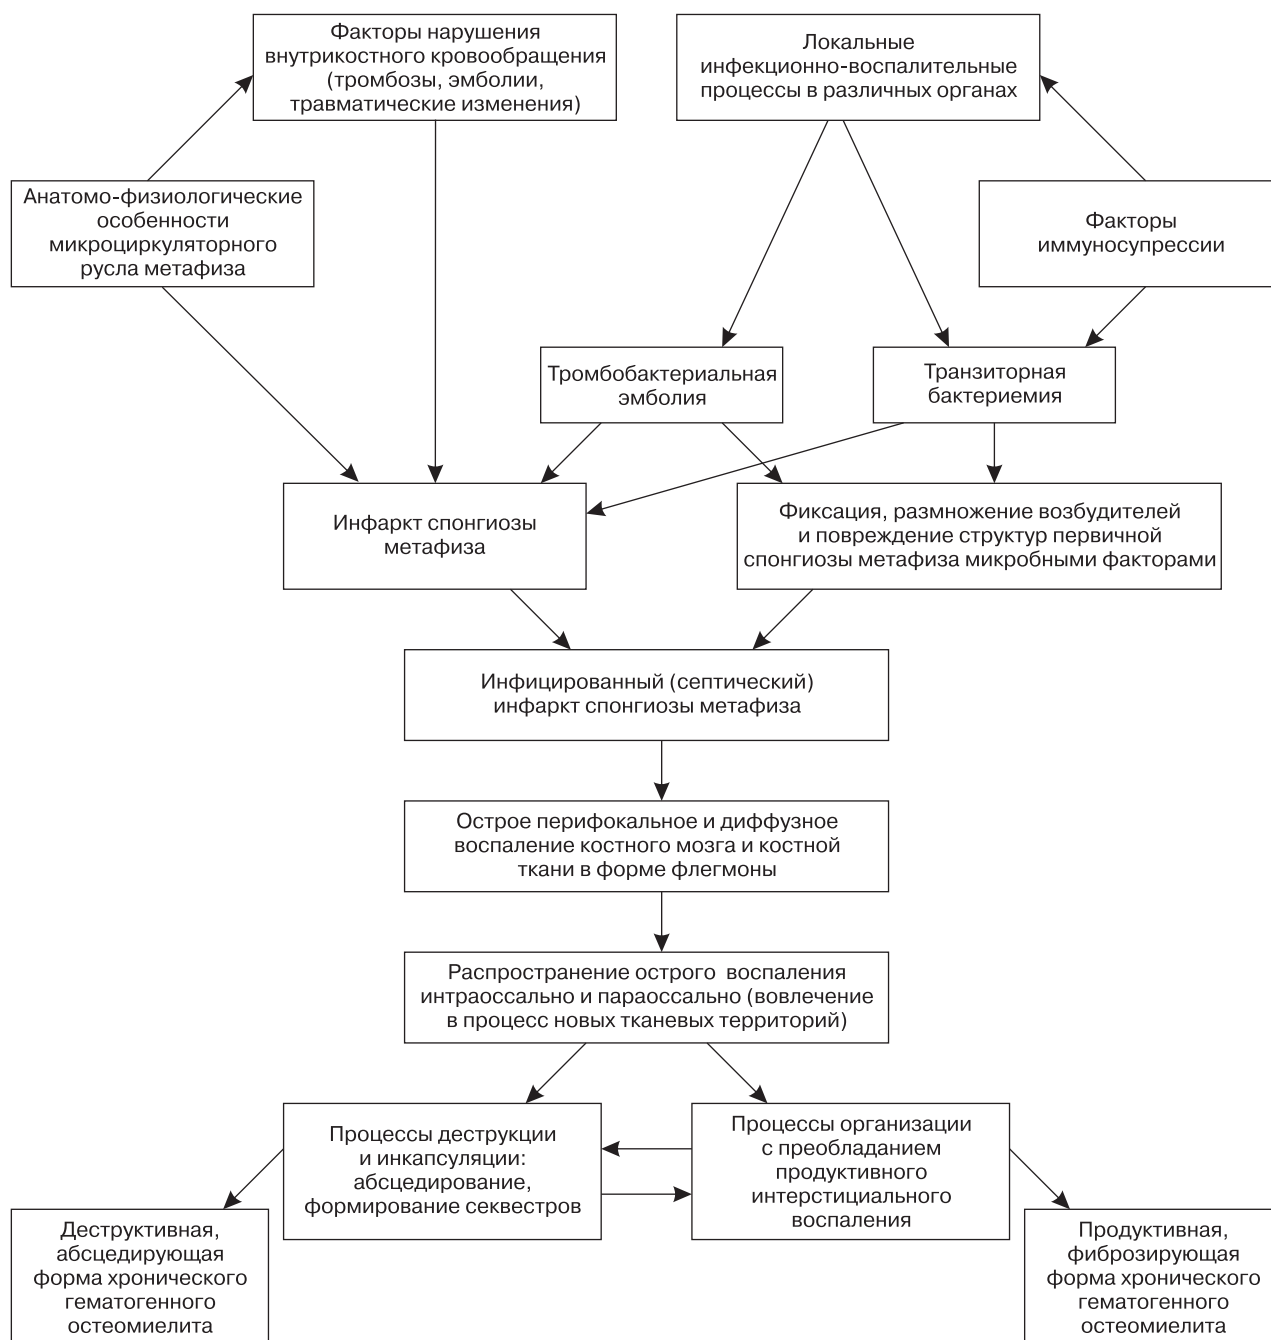 Факторы нарушения
внутрикостного кровообращения
(тромбозы, эмболии,
травматические изменения)
Локальные
инфекционно-воспалительные
процессы в различных органах
Анатомо-физиологические
особенности
микроциркуляторного
русла метафиза
Факторы
иммуносупрессии
Тромбобактериальная
эмболия
Транзиторная
бактериемия
Инфаркт спонгиозы
метафиза
Фиксация, размножение возбудителей
и повреждение структур первичной
спонгиозы метафиза микробными факторами
Инфицированный (септический)
инфаркт спонгиозы метафиза
Острое перифокальное и диффузное
воспаление костного мозга и костной
ткани в форме флегмоны
Распространение острого воспаления
интраоссально и параоссально (вовлечение
в процесс новых тканевых территорий)
Процессы деструкции
и инкапсуляции:
абсцедирование,
формирование секвестров
Процессы организации
с преобладанием
продуктивного
интерстициального
воспаления
Деструктивная,
абсцедирующая
форма хронического
гематогенного
остеомиелита
Продуктивная,
фиброзирующая
форма хронического
гематогенного
остеомиелита